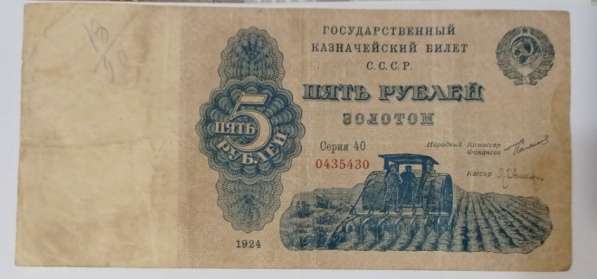 ГОСУДАРСТВЕННЫЙ
КАЗНАЧЕЙСКИЙ БИЛЕТ
С.С.С.Р.
ПЯТЬ РУБЛЕЙ
ЗОЛОТОМ
5
ПЯТЬ
РУБЛЕЙ
Серия 40
0435430
Народный Комиссар
Финансов
Кассир
1924